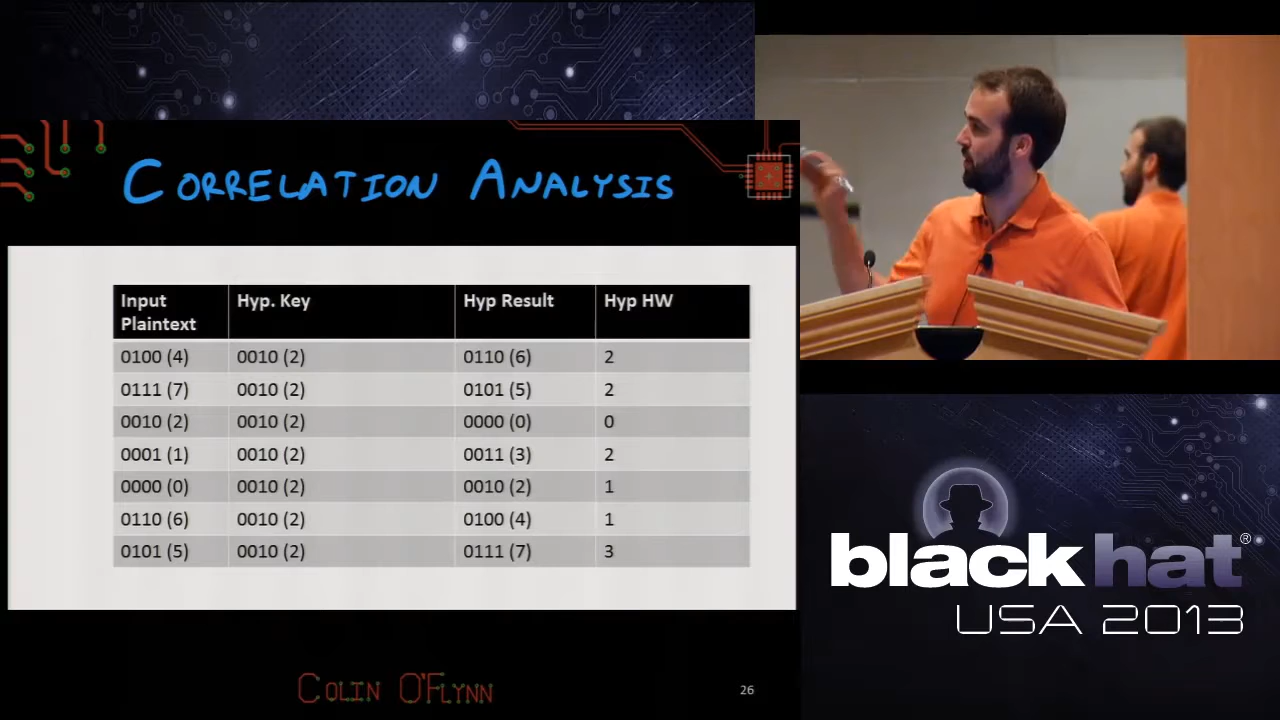 CORRELATION ANALYSIS
Input Plaintext Hyp. Key Hyp Result Hyp HW
0100 (4) 0010 (2) 0110 (6) 2
0111 (7) 0010 (2) 0101 (5) 2
0010 (2) 0010 (2) 0000 (0) 0
0001 (1) 0010 (2) 0011 (3) 2
0000 (0) 0010 (2) 0010 (2) 1
0110 (6) 0010 (2) 0100 (4) 1
0101 (5) 0010 (2) 0111 (7) 3
COLIN O'FLYNN
26
blackhat®
USA 2013